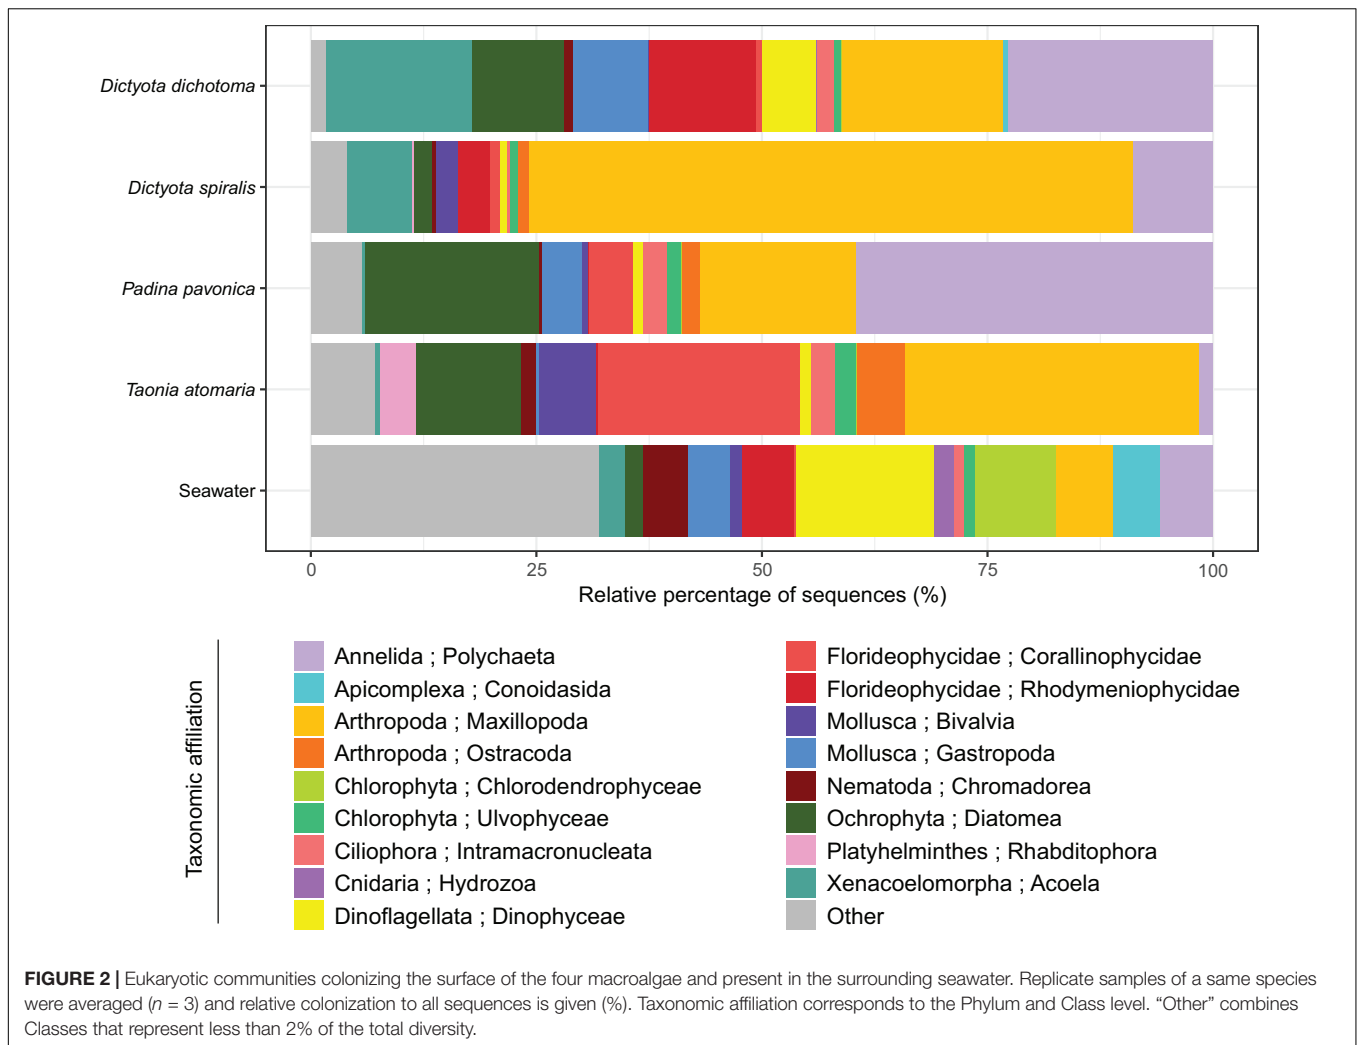 Dictyota dichotoma
Dictyota spiralis
Padina pavonica
Taonia atomaria
Seawater
0 25 50 75 100
Relative percentage of sequences (%)
Taxonomic affiliation
Annelida ; Polychaeta
Apicomplexa ; Conoidasida
Arthropoda ; Maxillopoda
Arthropoda ; Ostracoda
Chlorophyta ; Chlorodendrophyceae
Chlorophyta ; Ulvophyceae
Ciliophora ; Intramacronucleata
Cnidaria ; Hydrozoa
Dinoflagellata ; Dinophyceae
Florideophycidae ; Corallinophycidae
Florideophycidae ; Rhodymeniophycidae
Mollusca ; Bivalvia
Mollusca ; Gastropoda
Nematoda ; Chromadorea
Ochrophyta ; Diatomea
Platyhelminthes ; Rhabditophora
Xenacoelomorpha ; Acoela
Other
FIGURE 2 | Eukaryotic communities colonizing the surface of the four macroalgae and present in the surrounding seawater. Replicate samples of a same species
were averaged (n = 3) and relative colonization to all sequences is given (%). Taxonomic affiliation corresponds to the Phylum and Class level. “Other” combines
Classes that represent less than 2% of the total diversity.